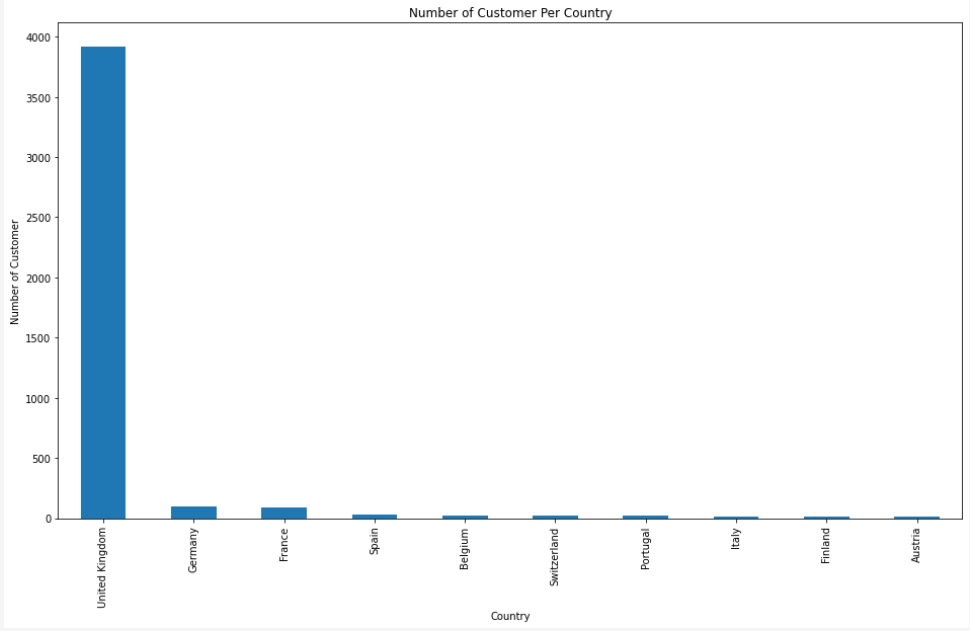 Number of Customer Per Country
4000
3500
3000
2500
2000
1500
1000
500
0
Number of Customer
United Kingdom
Germany
France
Spain
Belgium
Switzerland
Portugal
Italy
Finland
Austria
Country